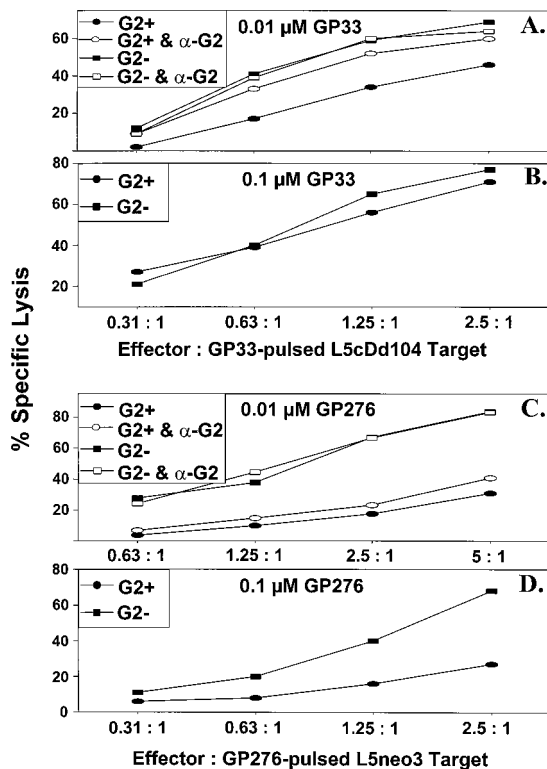 % Specific Lysis
A.
0.01 µM GP33
G2+
G2+ & α-G2
G2-
G2- & α-G2
60
40
20
B.
0.1 µM GP33
G2+
G2-
80
60
40
20
0.31 : 1
0.63 : 1
1.25 : 1
2.5 : 1
Effector : GP33-pulsed L5cDd104 Target
C.
0.01 µM GP276
G2+
G2+ & α-G2
G2-
G2- & α-G2
80
60
40
20
0.63 : 1
1.25 : 1
2.5 : 1
5 : 1
D.
0.1 µM GP276
G2+
G2-
80
60
40
20
0
0.31 : 1
0.63 : 1
1.25 : 1
2.5 : 1
Effector : GP276-pulsed L5neo3 Target